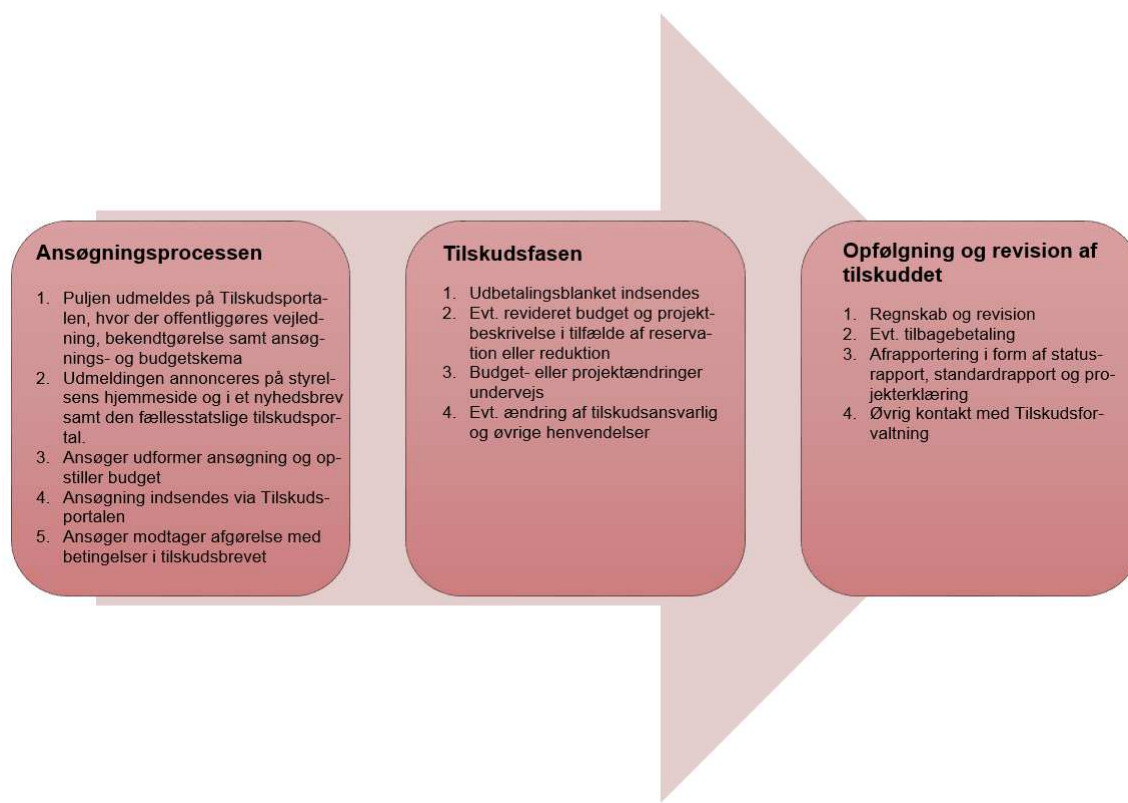 Ansøgningsprocessen
1. Puljen udmeldes på Tilskudsporta-
len, hvor der offentliggøres vejled-
ning, bekendtgørelse samt ansøg-
nings- og budgetskema
2. Udmeldingen annonceres på styrel-
sens hjemmeside og i et nyhedsbrev
samt den fællesstatslige tilskudspor-
tal.
3. Ansøger udformer ansøgning og op-
stiller budget
4. Ansøgning indsendes via Tilskuds-
portalen
5. Ansøger modtager afgørelse med
betingelser i tilskudsbrevet
Tilskudsfasen
1. Udbetalingsblanket indsendes
2. Evt. revideret budget og projekt-
beskrivelse i tilfælde af reserva-
tion eller reduktion
3. Budget- eller projektændringer
undervejs
4. Evt. ændring af tilskudsansvarlig
og øvrige henvendelser
Opfølgning og revision af
tilskuddet
1. Regnskab og revision
2. Evt. tilbagebetaling
3. Afrapportering i form af status-
rapport, standardrapport og pro-
jekterklæring
4. Øvrig kontakt med Tilskudsfor-
valtning